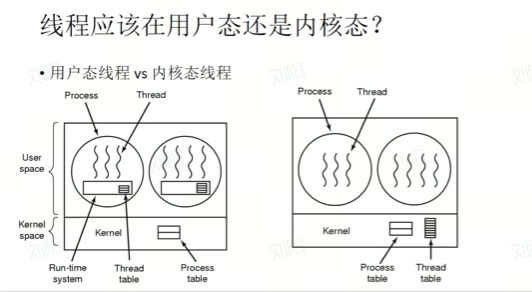 线程应该在用户态还是内核态?
• 用户态线程 vs 内核态线程
Process
Thread
User space
Kernel space
Kernel
Run-time system
Thread table
Process table
Process
Thread
Kernel
Process table
Thread table